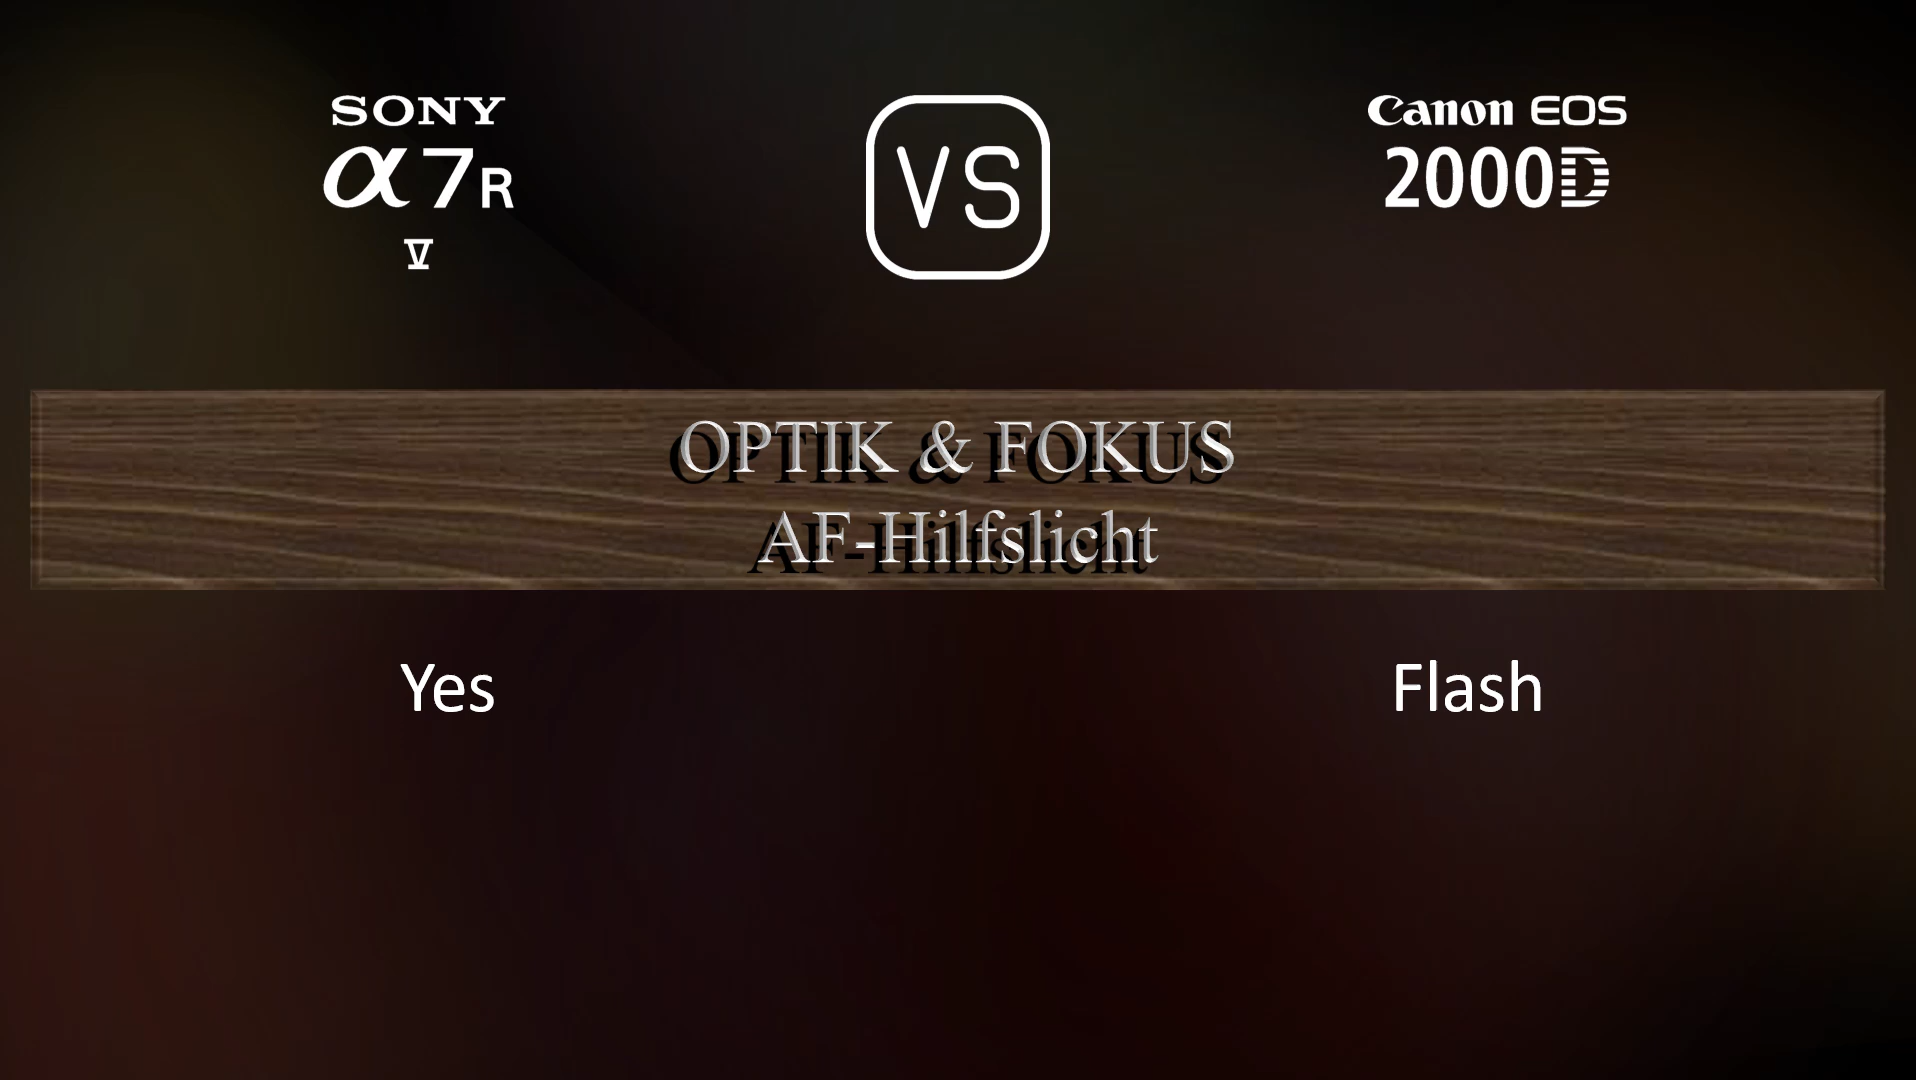 SONY
α7R
V
VS
Canon EOS
2000D
OPTIK & FOKUS
AF-Hilfslicht
Yes
Flash